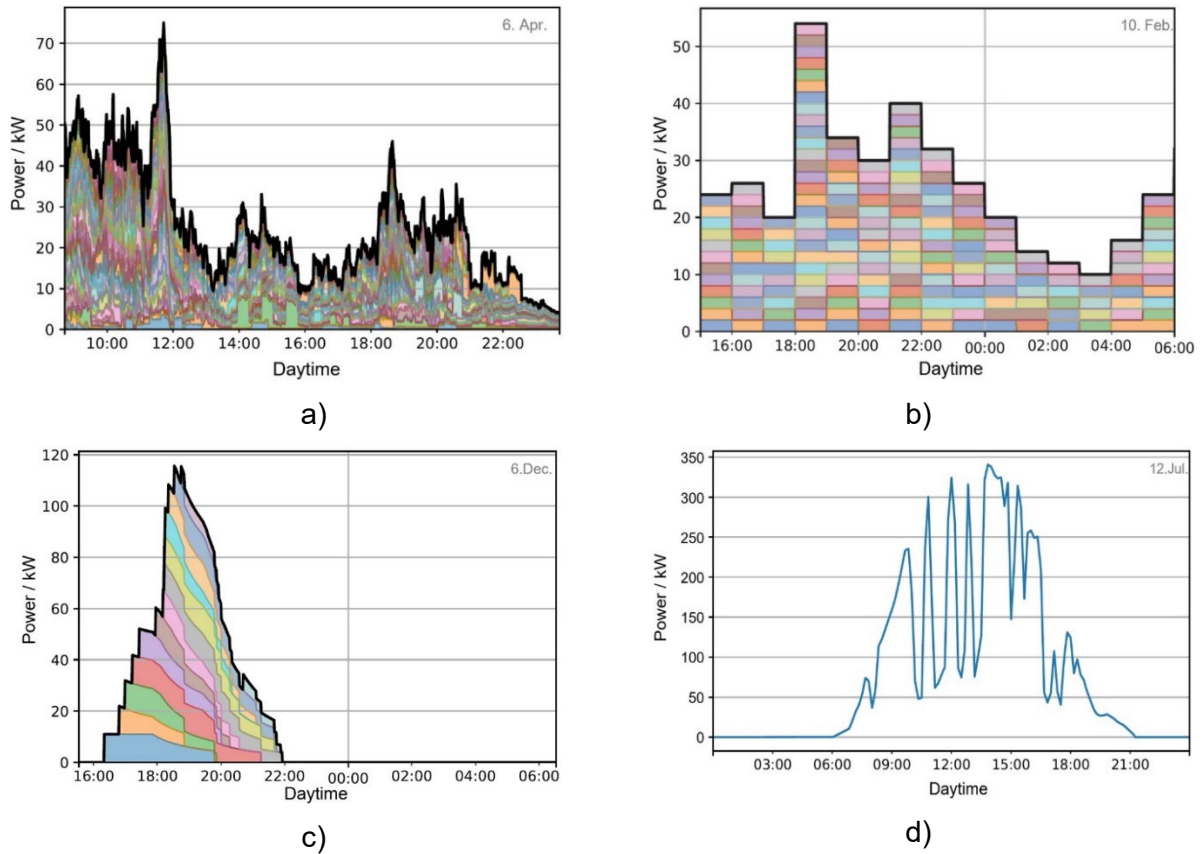 6. Apr.
70
60
50
40
30
20
10
0
Power / kW
10:00 12:00 14:00 16:00 18:00 20:00 22:00
Daytime
a)
10. Feb.
50
40
30
20
10
0
Power / kW
16:00 18:00 20:00 22:00 00:00 02:00 04:00 06:00
Daytime
b)
6.Dec.
120
100
80
60
40
20
0
Power / kW
16:00 18:00 20:00 22:00 00:00 02:00 04:00 06:00
Daytime
c)
12.Jul.
350
300
250
200
150
100
50
0
Power / kW
03:00 06:00 09:00 12:00 15:00 18:00 21:00
Daytime
d)